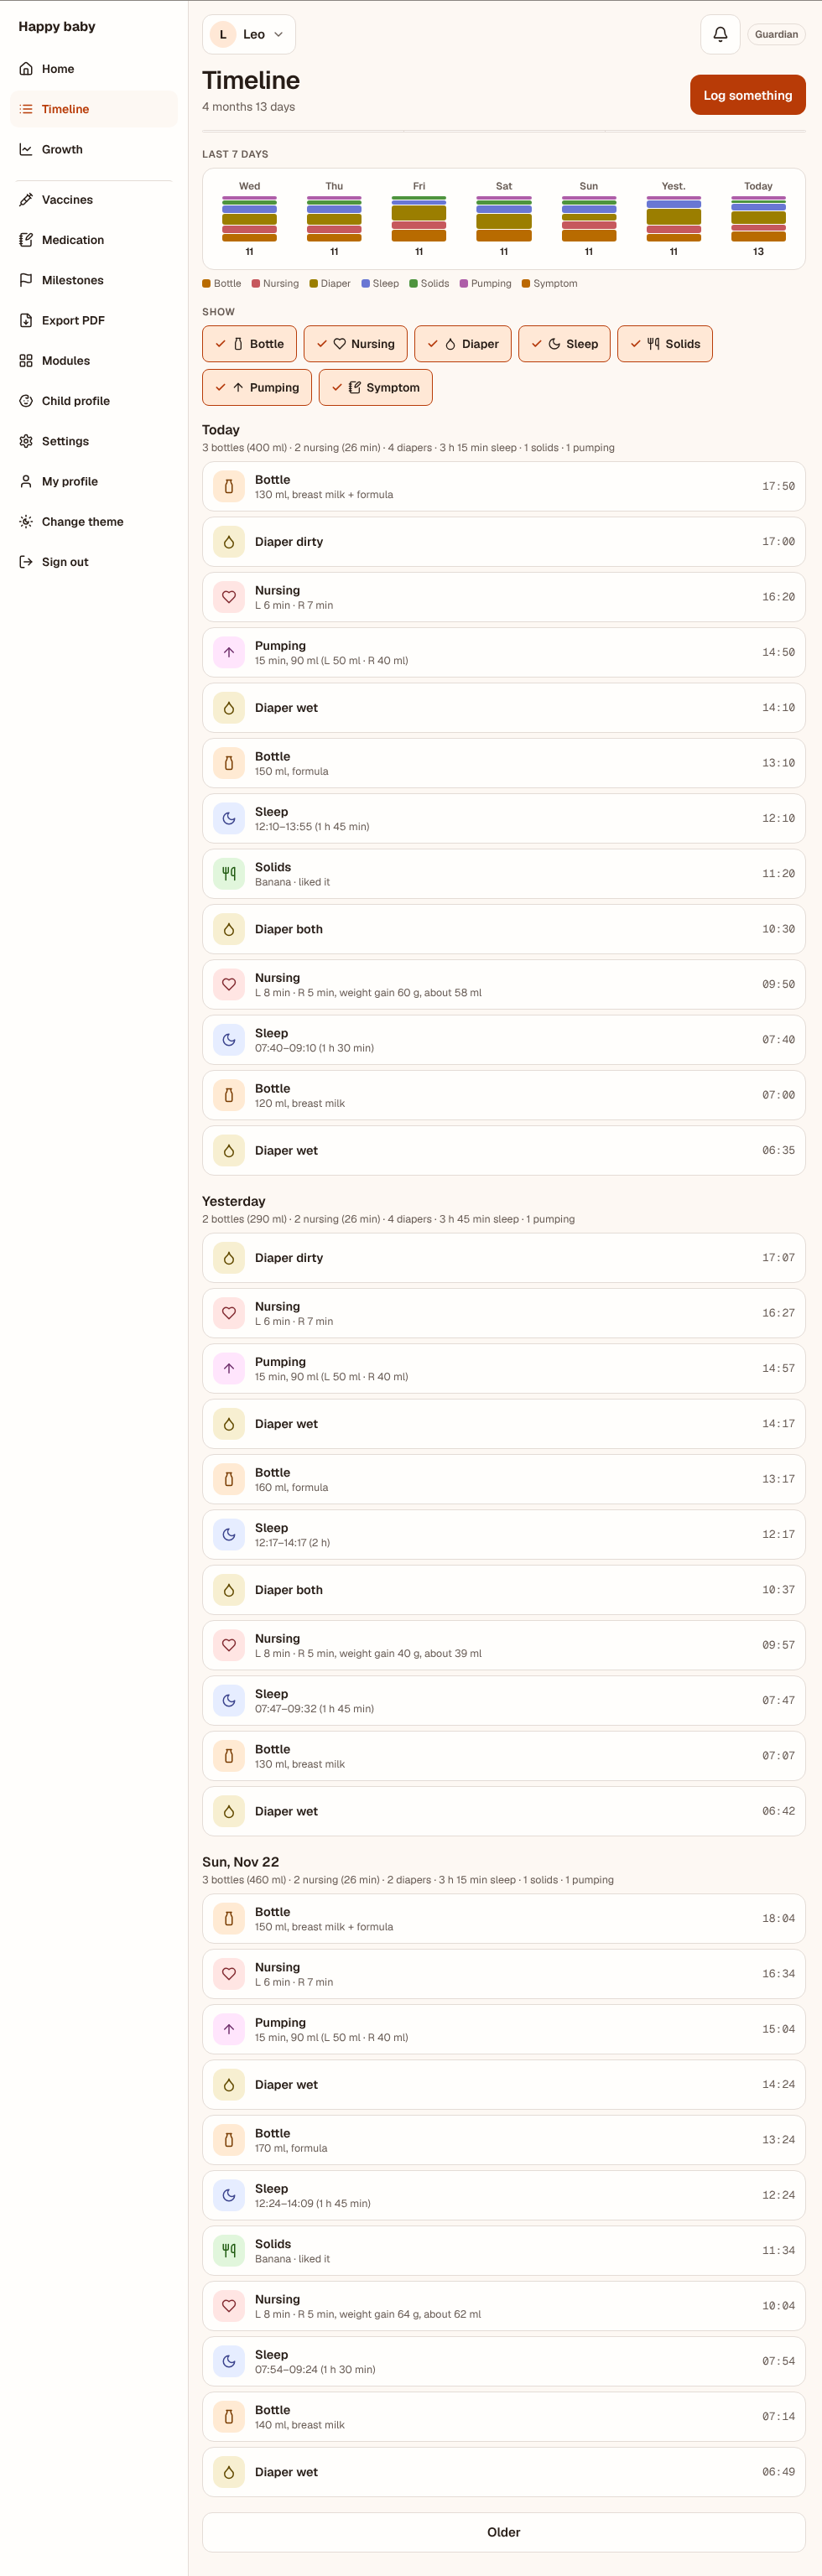 Happy baby
Home
Timeline
Growth
Vaccines
Medication
Milestones
Export PDF
Modules
Child profile
Settings
My profile
Change theme
Sign out
L Leo
Guardian
Timeline
4 months 13 days
Log something
LAST 7 DAYS
Wed Thu Fri Sat Sun Yest. Today
11 11 11 11 11 11 13
Bottle Nursing Diaper Sleep Solids Pumping Symptom
SHOW
Bottle Nursing Diaper Sleep Solids
Pumping Symptom
Today
3 bottles (400 ml) · 2 nursing (26 min) · 4 diapers · 3 h 15 min sleep · 1 solids · 1 pumping
Bottle 17:50
130 ml, breast milk + formula
Diaper dirty 17:00
Nursing 16:20
L 6 min · R 7 min
Pumping 14:50
15 min, 90 ml (L 50 ml · R 40 ml)
Diaper wet 14:10
Bottle 13:10
150 ml, formula
Sleep 12:10
12:10–13:55 (1 h 45 min)
Solids 11:20
Banana · liked it
Diaper both 10:30
Nursing 09:50
L 8 min · R 5 min, weight gain 60 g, about 58 ml
Sleep 07:40
07:40–09:10 (1 h 30 min)
Bottle 07:00
120 ml, breast milk
Diaper wet 06:35
Yesterday
2 bottles (290 ml) · 2 nursing (26 min) · 4 diapers · 3 h 45 min sleep · 1 pumping
Diaper dirty 17:07
Nursing 16:27
L 6 min · R 7 min
Pumping 14:57
15 min, 90 ml (L 50 ml · R 40 ml)
Diaper wet 14:17
Bottle 13:17
160 ml, formula
Sleep 12:17
12:17–14:17 (2 h)
Diaper both 10:37
Nursing 09:57
L 8 min · R 5 min, weight gain 40 g, about 39 ml
Sleep 07:47
07:47–09:32 (1 h 45 min)
Bottle 07:07
130 ml, breast milk
Diaper wet 06:42
Sun, Nov 22
3 bottles (460 ml) · 2 nursing (26 min) · 2 diapers · 3 h 15 min sleep · 1 solids · 1 pumping
Bottle 18:04
150 ml, breast milk + formula
Nursing 16:34
L 6 min · R 7 min
Pumping 15:04
15 min, 90 ml (L 50 ml · R 40 ml)
Diaper wet 14:24
Bottle 13:24
170 ml, formula
Sleep 12:24
12:24–14:09 (1 h 45 min)
Solids 11:34
Banana · liked it
Nursing 10:04
L 8 min · R 5 min, weight gain 64 g, about 62 ml
Sleep 07:54
07:54–09:24 (1 h 30 min)
Bottle 07:14
140 ml, breast milk
Diaper wet 06:49
Older